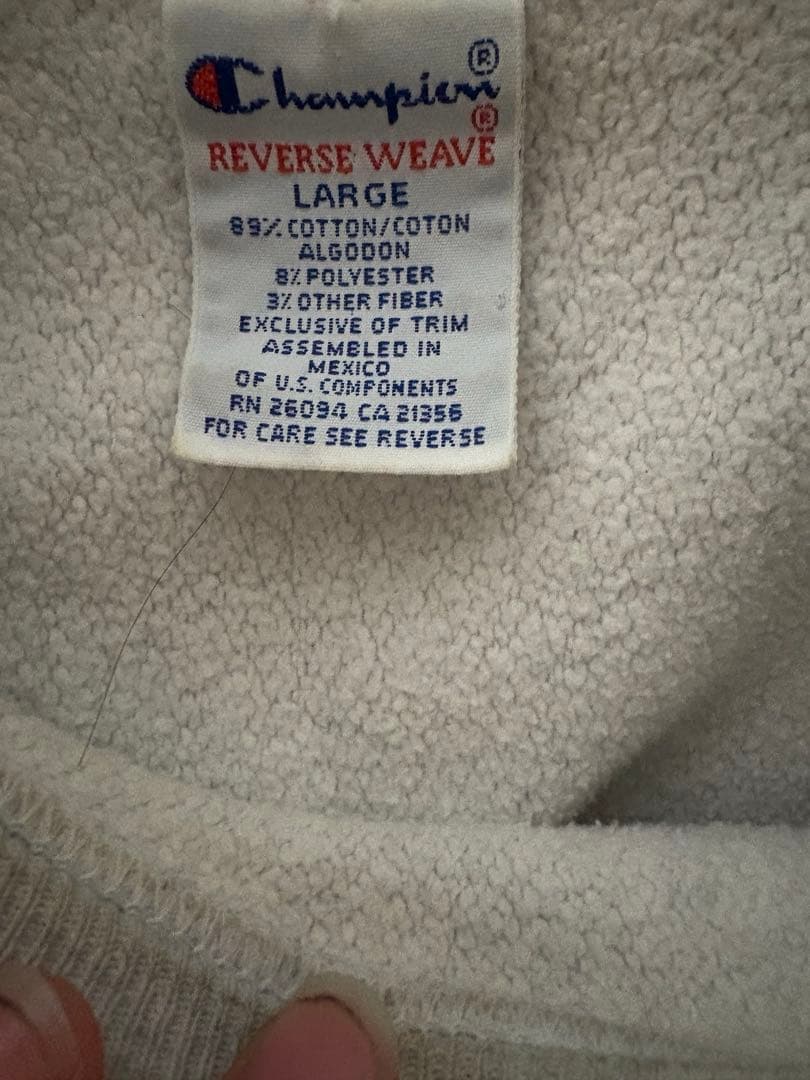 Champion®
REVERSE WEAVE®
LARGE
89% COTTON/COTON
ALGODON
8% POLYESTER
3% OTHER FIBER
EXCLUSIVE OF TRIM
ASSEMBLED IN
MEXICO
OF U.S. COMPONENTS
RN 26094 CA 21356
FOR CARE SEE REVERSE